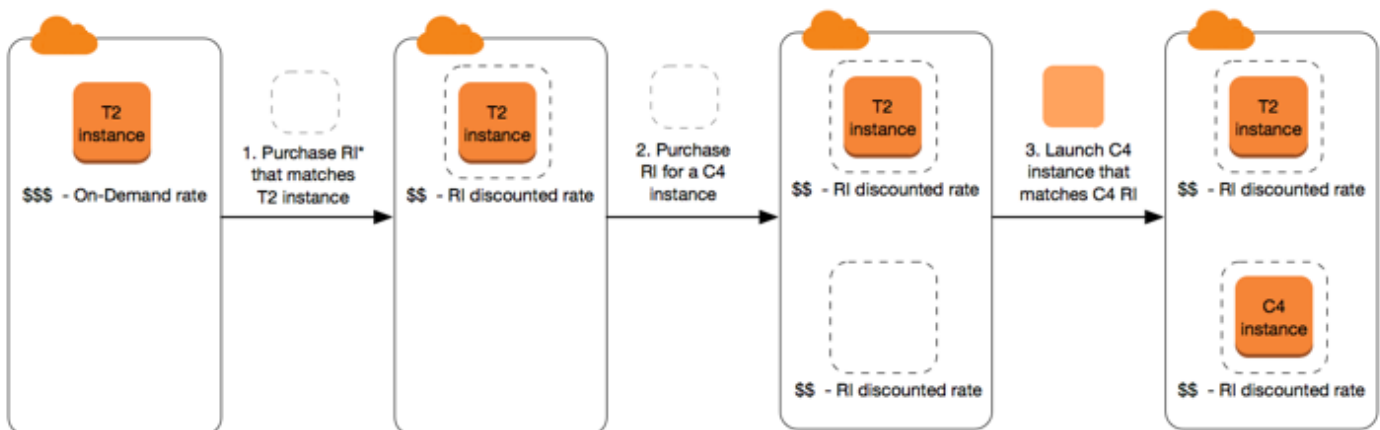 T2
instance
$$$ - On-Demand rate
1. Purchase RI*
that matches
T2 instance
T2
instance
$$ - RI discounted rate
2. Purchase
RI for a C4
instance
T2
instance
$$ - RI discounted rate
$$ - RI discounted rate
3. Launch C4
instance that
matches C4 RI
T2
instance
$$ - RI discounted rate
C4
instance
$$ - RI discounted rate